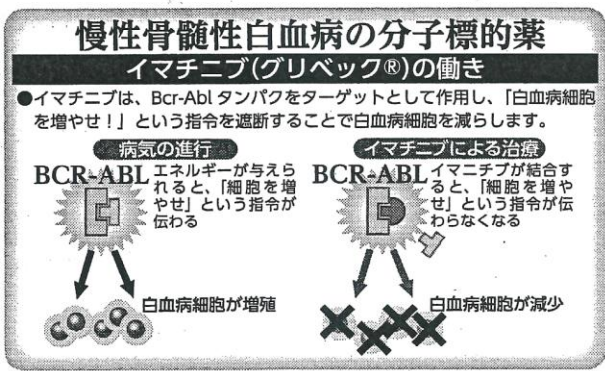 慢性骨髄性白血病の分子標的薬
イマチニブ(グリベック®)の働き
●イマチニブは、Bcr-Abl タンパクをターゲットとして作用し、「白血病細胞
を増やせ!」という指令を遮断することで白血病細胞を減らします。
病気の進行
BCR-ABL
エネルギーが与えら
れると、「細胞を増
やせ」という指令が
伝わる
白血病細胞が増殖
イマチニブによる治療
BCR-ABL
イマニチブが結合す
ると、「細胞を増や
せ」という指令が伝
わらなくなる
白血病細胞が減少